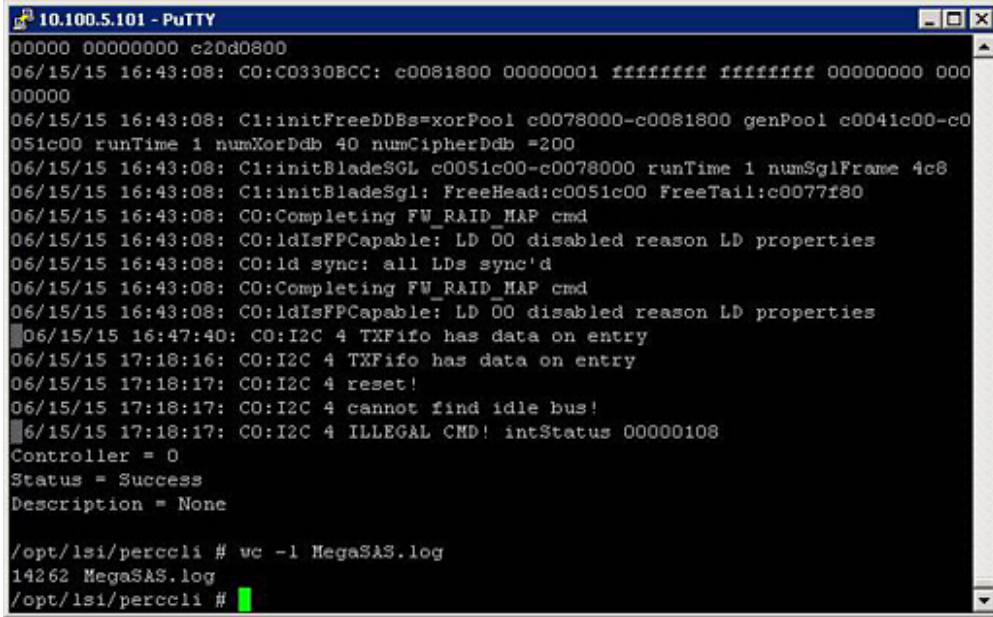 10.100.5.101 - PuTTY
00000 00000000 c20d0800
06/15/15 16:43:08: C0:C0330BCC: c0081800 00000001 ffffffff ffffffff 00000000 000
00000
06/15/15 16:43:08: C1:initFreeDDBs=xorPool c0078000-c0081800 genPool c0041c00-c0
051c00 runTime 1 numXorDdb 40 numCipherDdb =200
06/15/15 16:43:08: C1:initBladeSGL c0051c00-c0078000 runTime 1 numSglFrame 4c8
06/15/15 16:43:08: C1:initBladeSgl: FreeHead:c0051c00 FreeTail:c0077f80
06/15/15 16:43:08: C0:Completing FW_RAID_MAP cmd
06/15/15 16:43:08: C0:ldIsFPCapable: LD 00 disabled reason LD properties
06/15/15 16:43:08: C0:ld sync: all LDs sync'd
06/15/15 16:43:08: C0:Completing FW_RAID_MAP cmd
06/15/15 16:43:08: C0:ldIsFPCapable: LD 00 disabled reason LD properties
06/15/15 16:47:40: C0:I2C 4 TXFifo has data on entry
06/15/15 17:18:16: C0:I2C 4 TXFifo has data on entry
06/15/15 17:18:17: C0:I2C 4 reset!
06/15/15 17:18:17: C0:I2C 4 cannot find idle bus!
6/15/15 17:18:17: C0:I2C 4 ILLEGAL CMD! intStatus 00000108
Controller = 0
Status = Success
Description = None
/opt/lsi/perccli # wc -l MegaSAS.log
14262 MegaSAS.log
/opt/lsi/perccli #